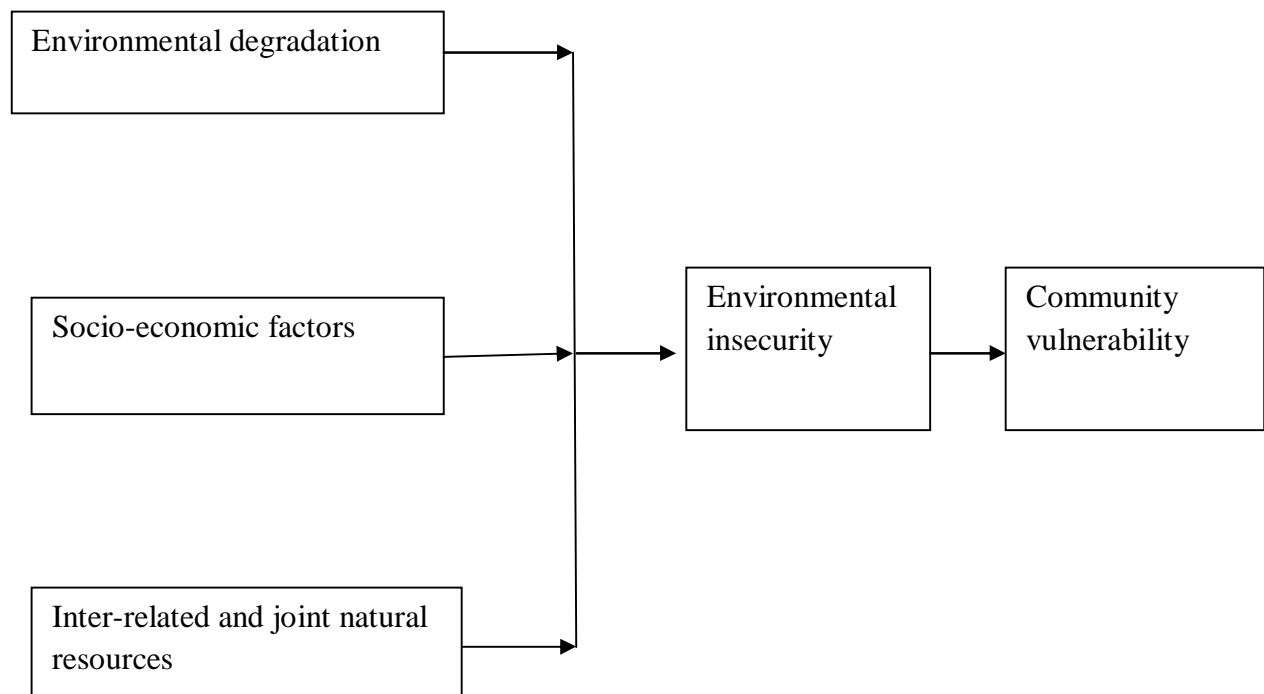 Environmental degradation
Socio-economic factors
Environmental
insecurity
Community
vulnerability
Inter-related and joint natural
resources